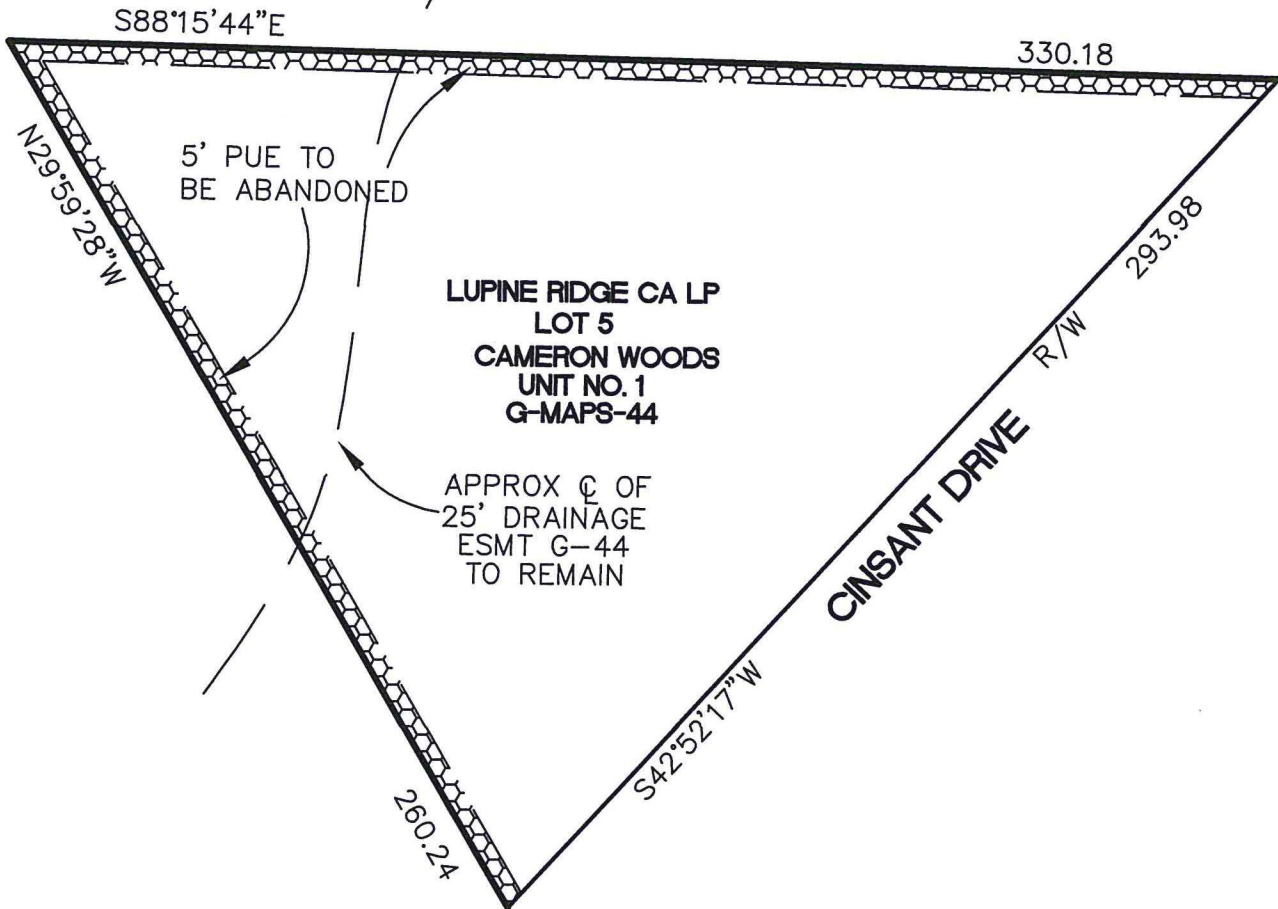 S88°15'44"E
330.18
N29°59'28"W
5' PUE TO
BE ABANDONED
293.98
R/W
LUPINE RIDGE CA LP
LOT 5
CAMERON WOODS
UNIT NO. 1
G-MAPS-44
CINSANT DRIVE
APPROX ℄ OF
25' DRAINAGE
ESMT G-44
TO REMAIN
S42°52'17"W
260.24